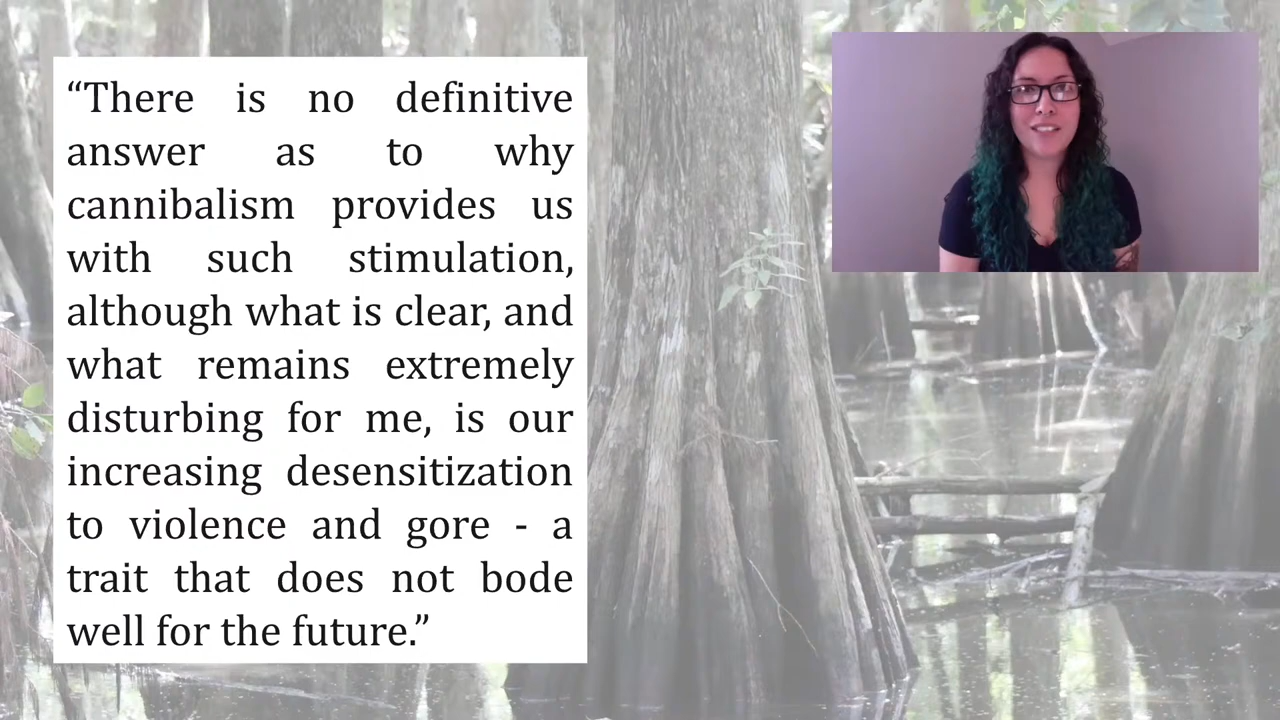 “There is no definitive
answer as to why
cannibalism provides us
with such stimulation,
although what is clear, and
what remains extremely
disturbing for me, is our
increasing desensitization
to violence and gore - a
trait that does not bode
well for the future.”